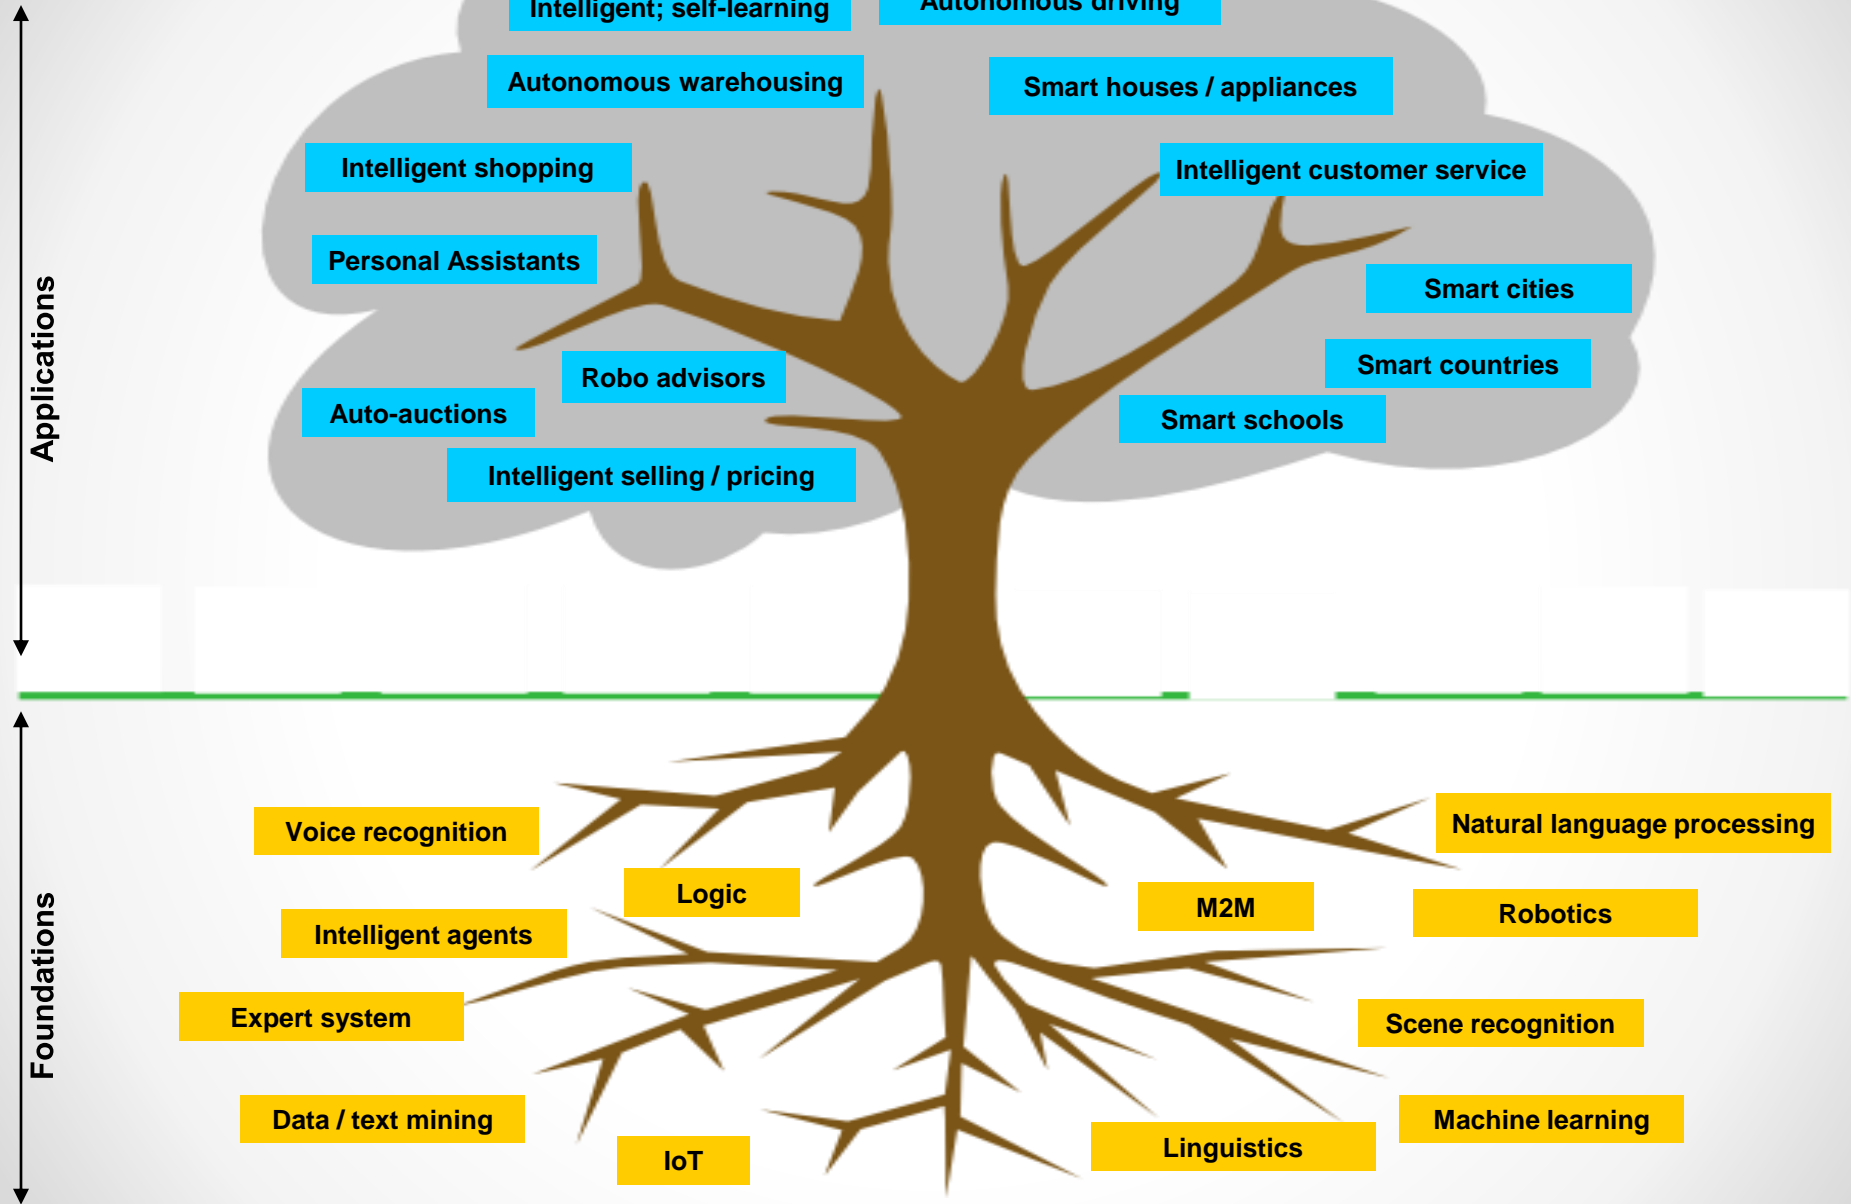 Intelligent; self-learning
Autonomous driving
Autonomous warehousing
Smart houses / appliances
Intelligent shopping
Intelligent customer service
Personal Assistants
Smart cities
Applications
Robo advisors
Smart countries
Auto-auctions
Smart schools
Intelligent selling / pricing
Voice recognition
Natural language processing
Logic
M2M
Robotics
Intelligent agents
Foundations
Expert system
Scene recognition
Data / text mining
Machine learning
IoT
Linguistics